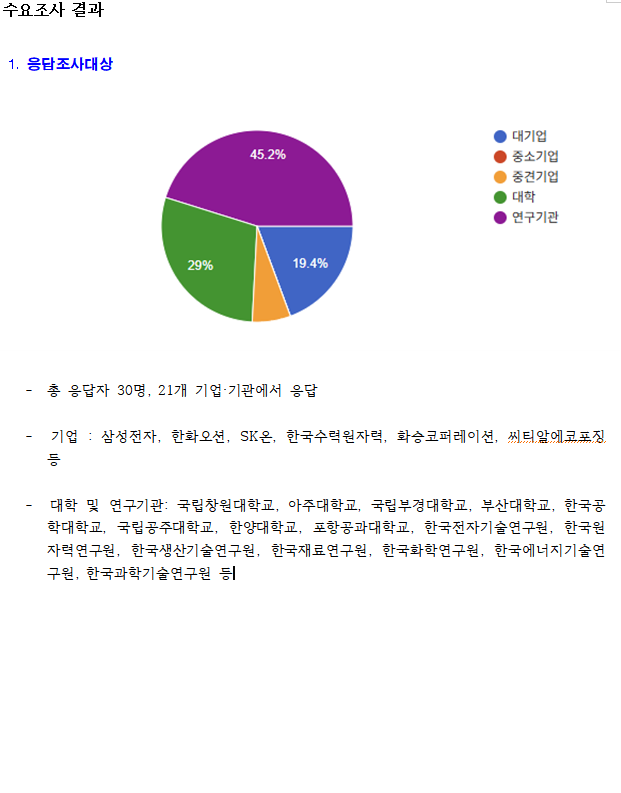 수요조사 결과
1. 응답조사대상
45.2%
29%
19.4%
대기업
중소기업
중견기업
대학
연구기관
- 총 응답자 30명, 21개 기업·기관에서 응답
- 기업 : 삼성전자, 한화오션, SK온, 한국수력원자력, 화승코퍼레이션, 씨티알에코포징
등
- 대학 및 연구기관: 국립창원대학교, 아주대학교, 국립부경대학교, 부산대학교, 한국공
학대학교, 국립공주대학교, 한양대학교, 포항공과대학교, 한국전자기술연구원, 한국원
자력연구원, 한국생산기술연구원, 한국재료연구원, 한국화학연구원, 한국에너지기술연
구원, 한국과학기술연구원 등